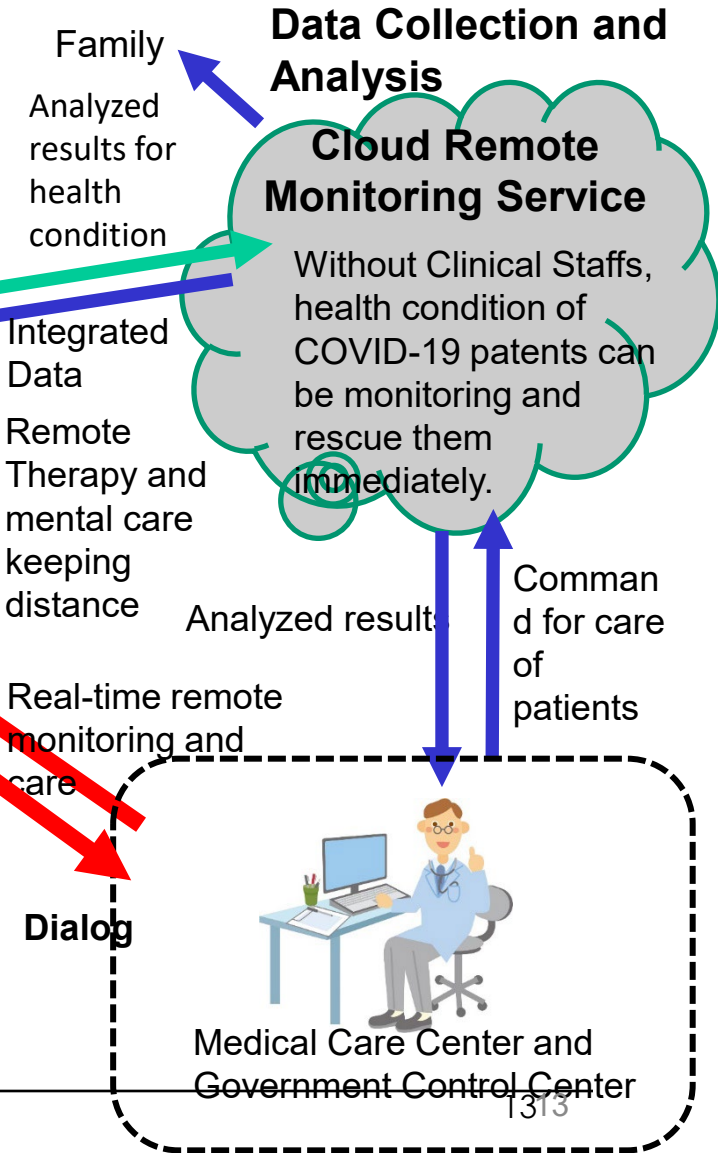 Data Collection and
Analysis
Family
Analyzed
results for
health
condition
Cloud Remote
Monitoring Service
Without Clinical Staffs,
health condition of
COVID-19 patents can
be monitoring and
rescue them
immediately.
Integrated
Data
Remote
Therapy and
mental care
keeping
distance
Analyzed results
Comman
d for care
of
patients
Real-time remote
monitoring and
care
Dialog
Medical Care Center and
Government Control Center
13
13